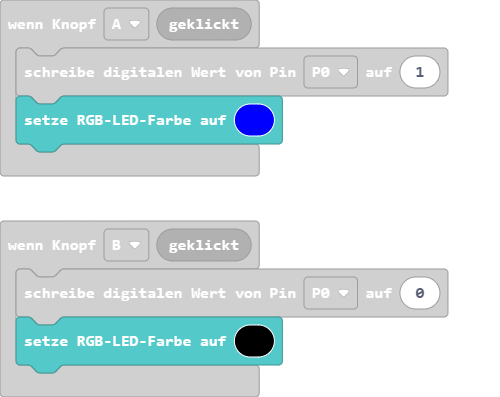 wenn Knopf A geklickt
schreibe digitalen Wert von Pin P0 auf 1
setze RGB-LED-Farbe auf
wenn Knopf B geklickt
schreibe digitalen Wert von Pin P0 auf 0
setze RGB-LED-Farbe auf